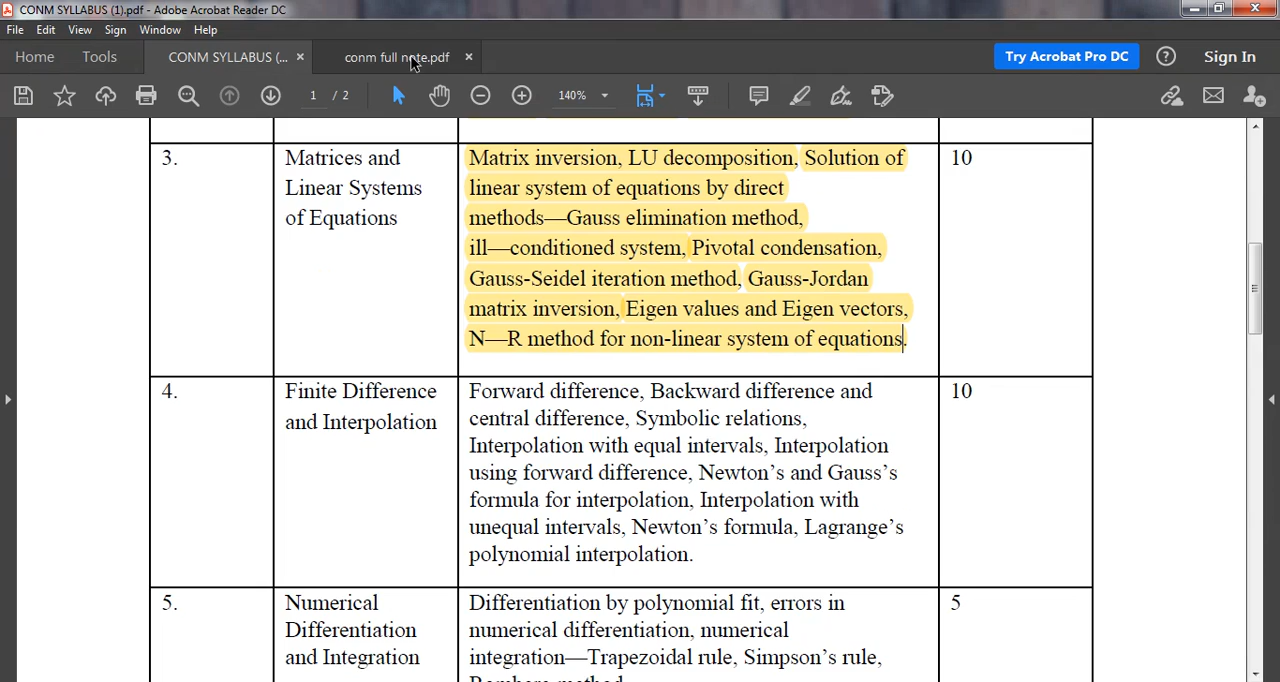 CONM SYLLABUS (1).pdf - Adobe Acrobat Reader DC
File Edit View Sign Window Help
Home Tools CONM SYLLABUS (... × conm full note.pdf × Try Acrobat Pro DC ? Sign In
1 / 2 140%
3. Matrices and Matrix inversion, LU decomposition, Solution of 10
Linear Systems linear system of equations by direct
of Equations methods—Gauss elimination method,
ill—conditioned system, Pivotal condensation,
Gauss-Seidel iteration method, Gauss-Jordan
matrix inversion, Eigen values and Eigen vectors,
N—R method for non-linear system of equations.
4. Finite Difference Forward difference, Backward difference and 10
and Interpolation central difference, Symbolic relations,
Interpolation with equal intervals, Interpolation
using forward difference, Newton’s and Gauss’s
formula for interpolation, Interpolation with
unequal intervals, Newton’s formula, Lagrange’s
polynomial interpolation.
5. Numerical Differentiation by polynomial fit, errors in 5
Differentiation numerical differentiation, numerical
and Integration integration—Trapezoidal rule, Simpson’s rule,